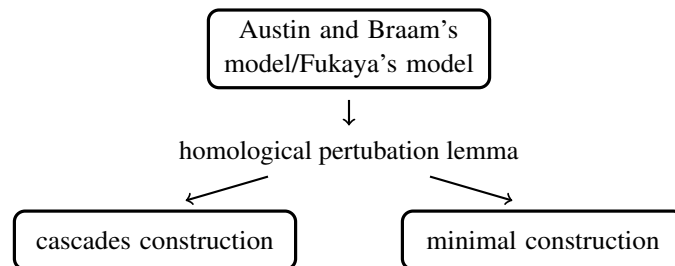 Austin and Braam's
model/Fukaya's model
homological pertubation lemma
cascades construction
minimal construction